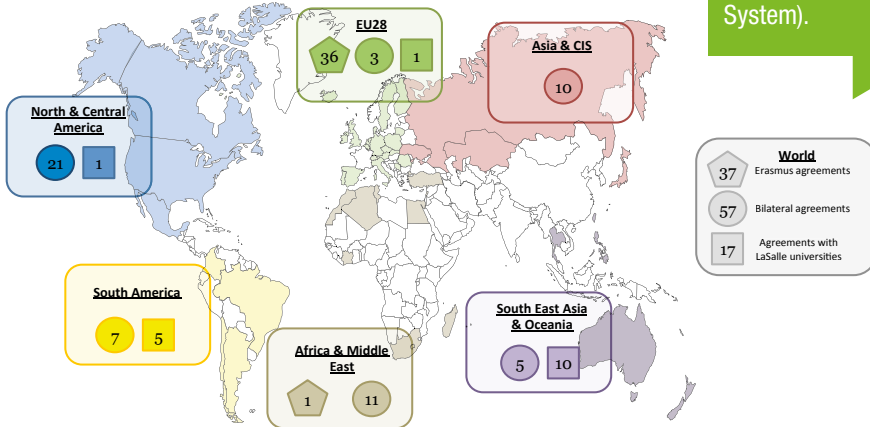 System).
EU28
36 3 1
Asia & CIS
10
North & Central
America
21 1
World
37 Erasmus agreements
57 Bilateral agreements
17 Agreements with
LaSalle universities
South America
7 5
Africa & Middle
East
1 11
South East Asia
& Oceania
5 10